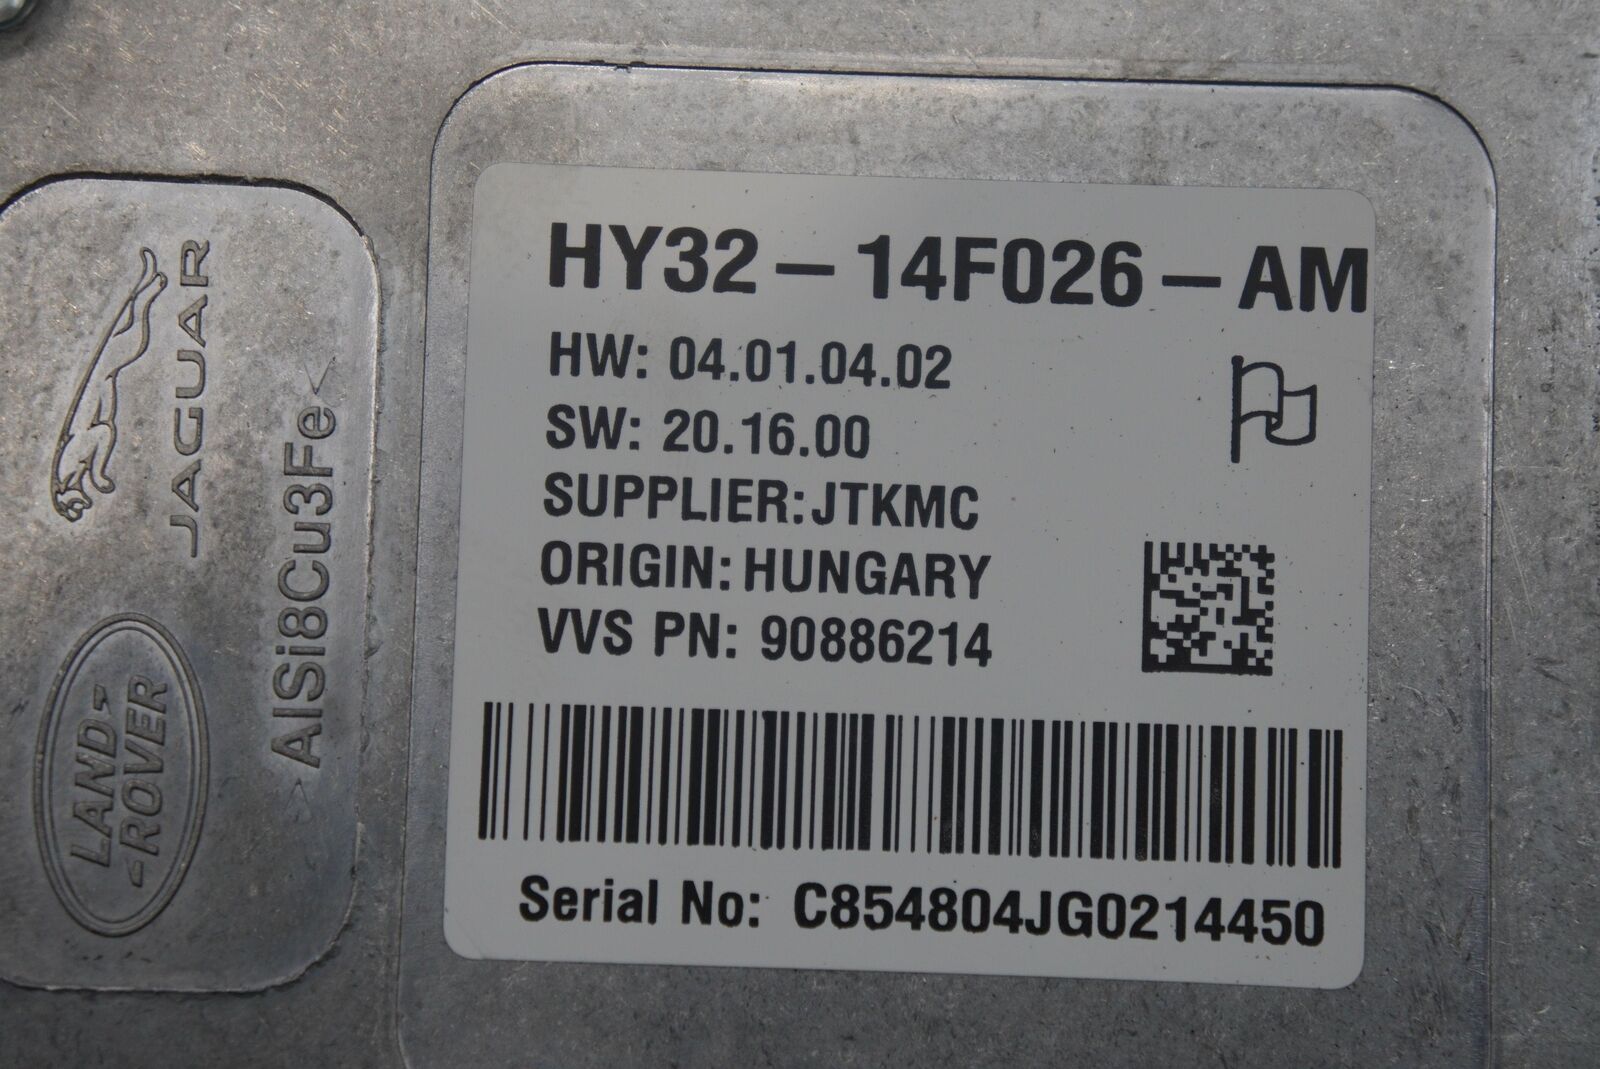 JAGUAR
LAND-
-ROVER
>AlSi8Cu3Fe<
HY32-14F026-AM
HW: 04.01.04.02
SW: 20.16.00
SUPPLIER:JTKMC
ORIGIN:HUNGARY
VVS PN: 90886214
Serial No: C854804JG0214450